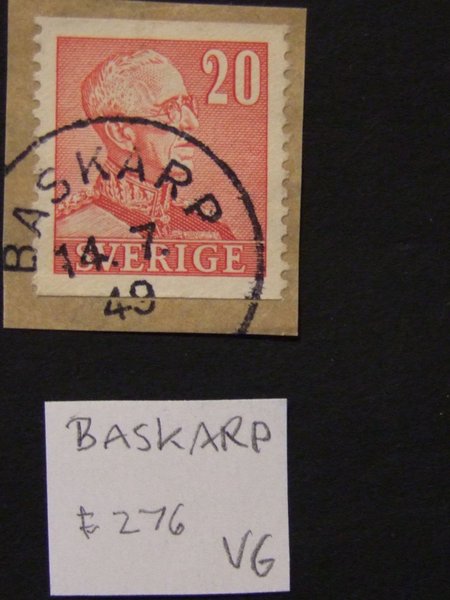 20
BASKARP
14.7.
49
SVERIGE
BASKARP
F 276
VG